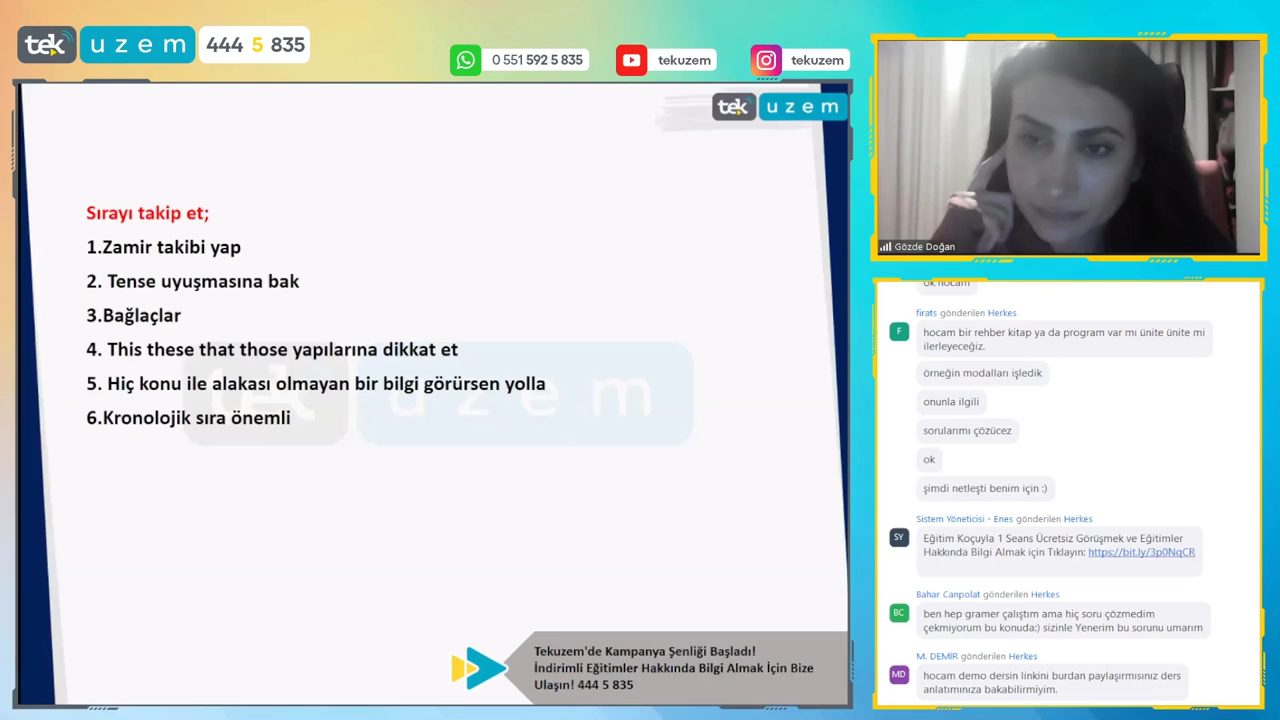 tek uzem 444 5 835
0 551 592 5 835
tekuzem
tekuzem
tek uzem
Sırayı takip et;
1.Zamir takibi yap
2. Tense uyuşmasına bak
3.Bağlaçlar
4. This these that those yapılarına dikkat et
5. Hiç konu ile alakası olmayan bir bilgi görürsen yolla
6.Kronolojik sıra önemli
tek uzem
Tekuzem'de Kampanya Şenliği Başladı!
İndirimli Eğitimler Hakkında Bilgi Almak İçin Bize
Ulaşın! 444 5 835
Gözde Doğan
ok hocam
firats gönderilen Herkes
F
hocam bir rehber kitap ya da program var mı ünite ünite mi
ilerleyeceğiz.
örneğin modalları işledik
onunla ilgili
sorularımı çözücez
ok
şimdi netleşti benim için :)
Sistem Yöneticisi - Enes gönderilen Herkes
SY
Eğitim Koçuyla 1 Seans Ücretsiz Görüşmek ve Eğitimler
Hakkında Bilgi Almak için Tıklayın: https://bit.ly/3p0NqCR
Bahar Canpolat gönderilen Herkes
BC
ben hep gramer çalıştım ama hiç soru çözmedim
çekmiyorum bu konuda:) sizinle Yenerim bu sorunu umarım
M. DEMİR gönderilen Herkes
MD
hocam demo dersin linkini burdan paylaşırmısınız ders
anlatımınıza bakabilirmiyim.